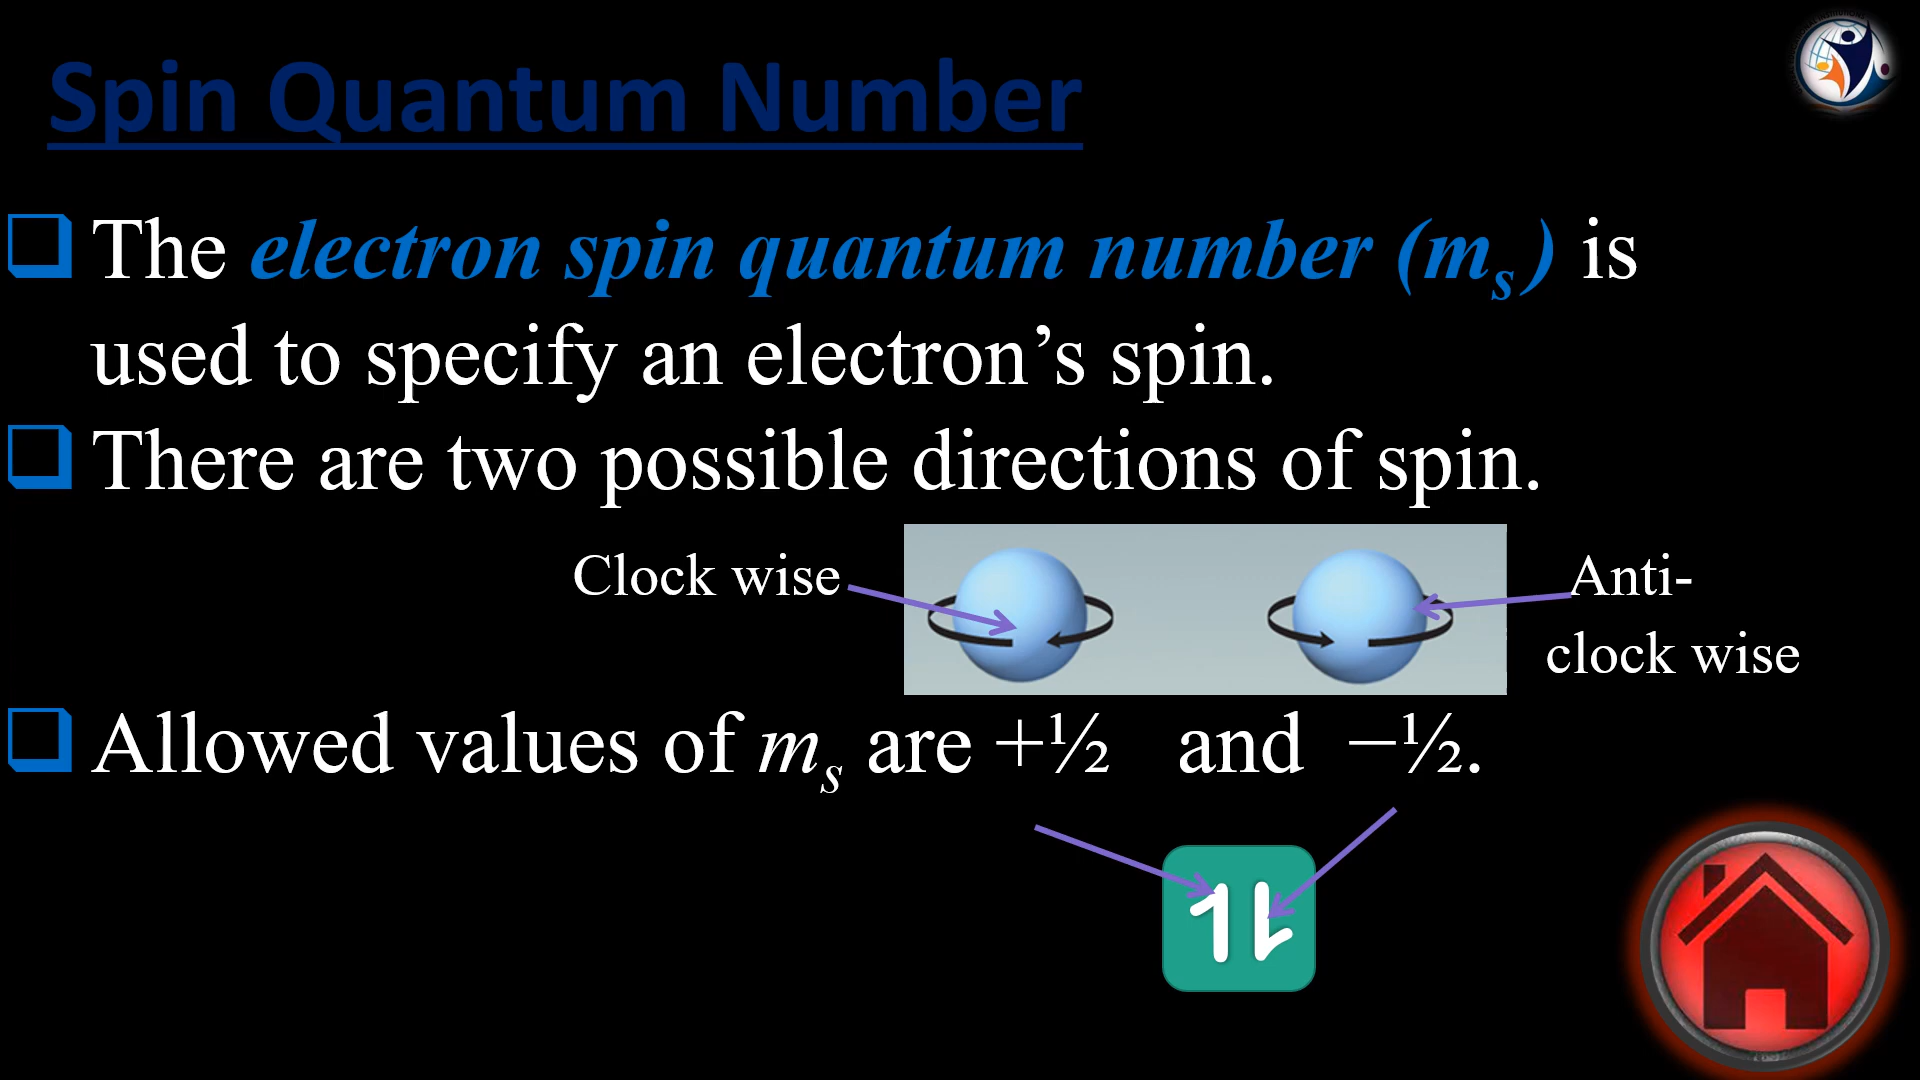 Spin Quantum Number
The electron spin quantum number (ms) is
used to specify an electron’s spin.
There are two possible directions of spin.
Clock wise
Anti-
clock wise
Allowed values of ms are +½ and −½.